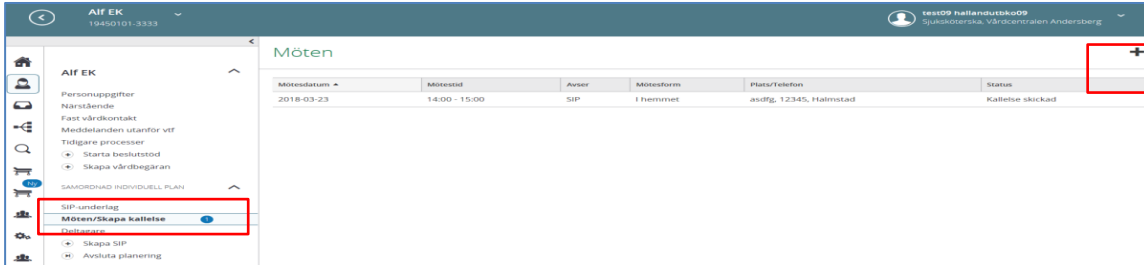 Alf EK
19450101-3333
test09 hallandutbko09
Sjuksköterska, Vårdcentralen Andersberg
Alf EK
Personuppgifter
Närstående
Fast vårdkontakt
Meddelanden utanför vtf
Tidigare processer
Starta beslutstöd
Skapa vårdbegäran
Ny
SAMORDNAD INDIVIDUELL PLAN
SIP-underlag
Möten/Skapa kallelse 1
Deltagare
Skapa SIP
Avsluta planering
Möten
Mötesdatum Mötestid Avser Mötesform Plats/Telefon Status
2018-03-23 14:00 - 15:00 SIP I hemmet asdfg, 12345, Halmstad Kallelse skickad